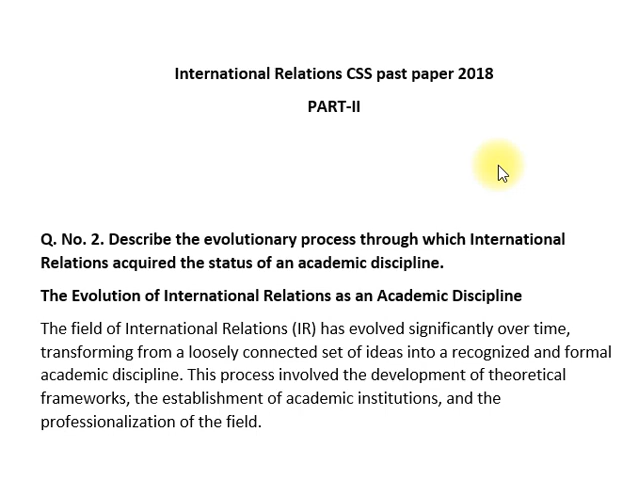 International Relations CSS past paper 2018
PART-II
Q. No. 2. Describe the evolutionary process through which International
Relations acquired the status of an academic discipline.
The Evolution of International Relations as an Academic Discipline
The field of International Relations (IR) has evolved significantly over time,
transforming from a loosely connected set of ideas into a recognized and formal
academic discipline. This process involved the development of theoretical
frameworks, the establishment of academic institutions, and the
professionalization of the field.